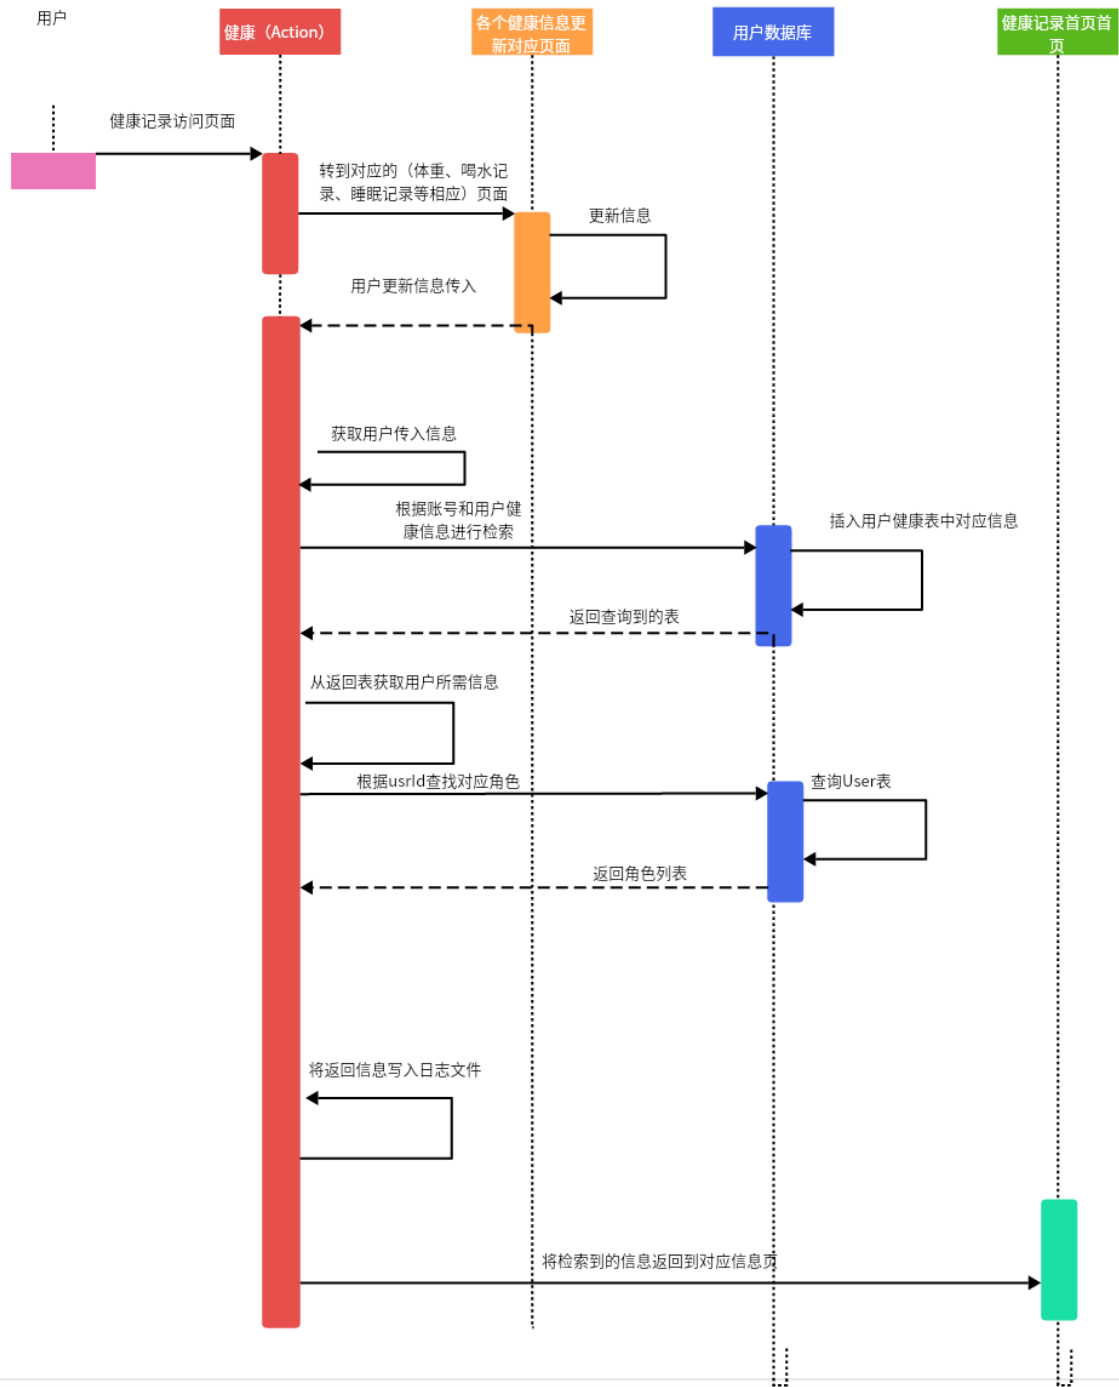 用户
健康（Action）
各个健康信息更
新对应页面
用户数据库
健康记录首页首
页
健康记录访问页面
转到对应的（体重、喝水记
录、睡眠记录等相应）页面
更新信息
用户更新信息传入
获取用户传入信息
根据账号和用户健
康信息进行检索
插入用户健康表中对应信息
返回查询到的表
从返回表获取用户所需信息
根据usrId查找对应角色
查询User表
返回角色列表
将返回信息写入日志文件
将检索到的信息返回到对应信息页